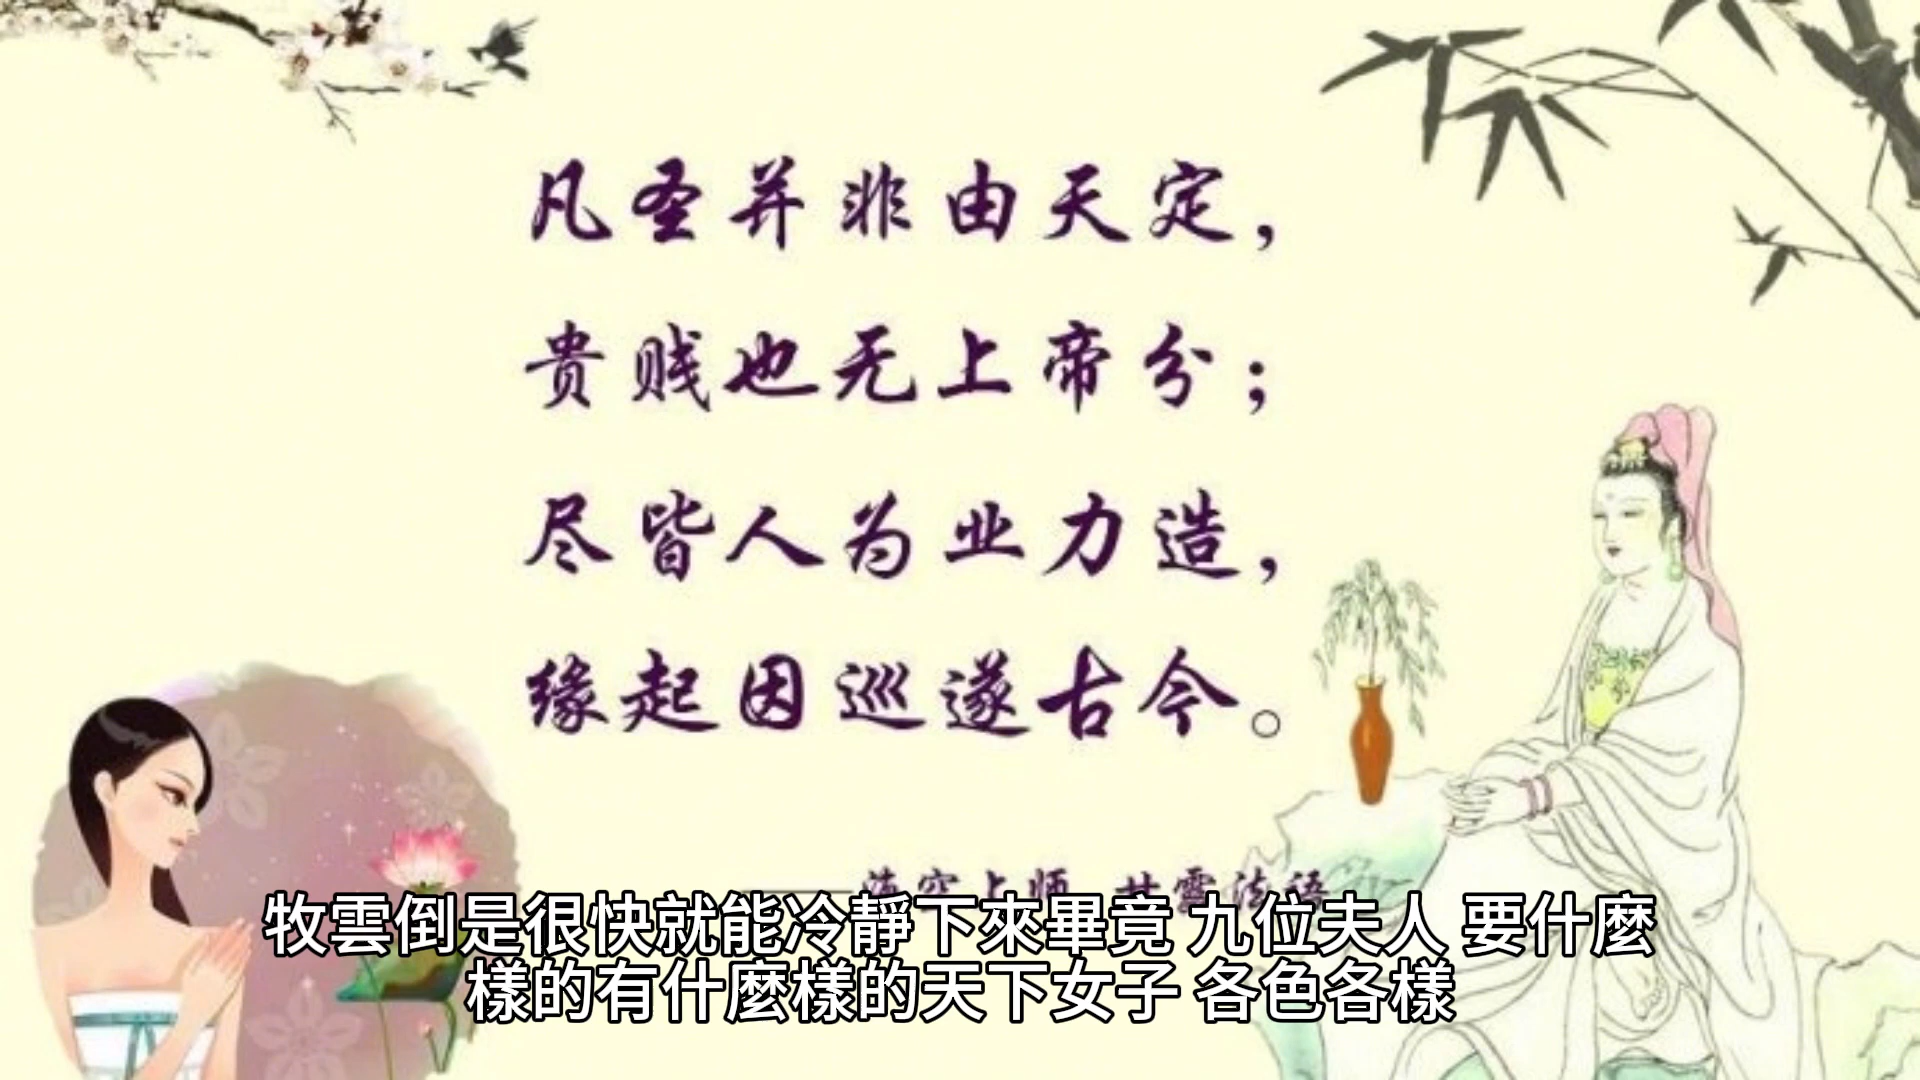 凡圣并非由天定，
贵贱也无上帝分；
尽皆人为业力造，
缘起因巡遂古今。
牧雲倒是很快就能冷靜下來畢竟 九位夫人 要什麼
樣的有什麼樣的天下女子 各色各樣